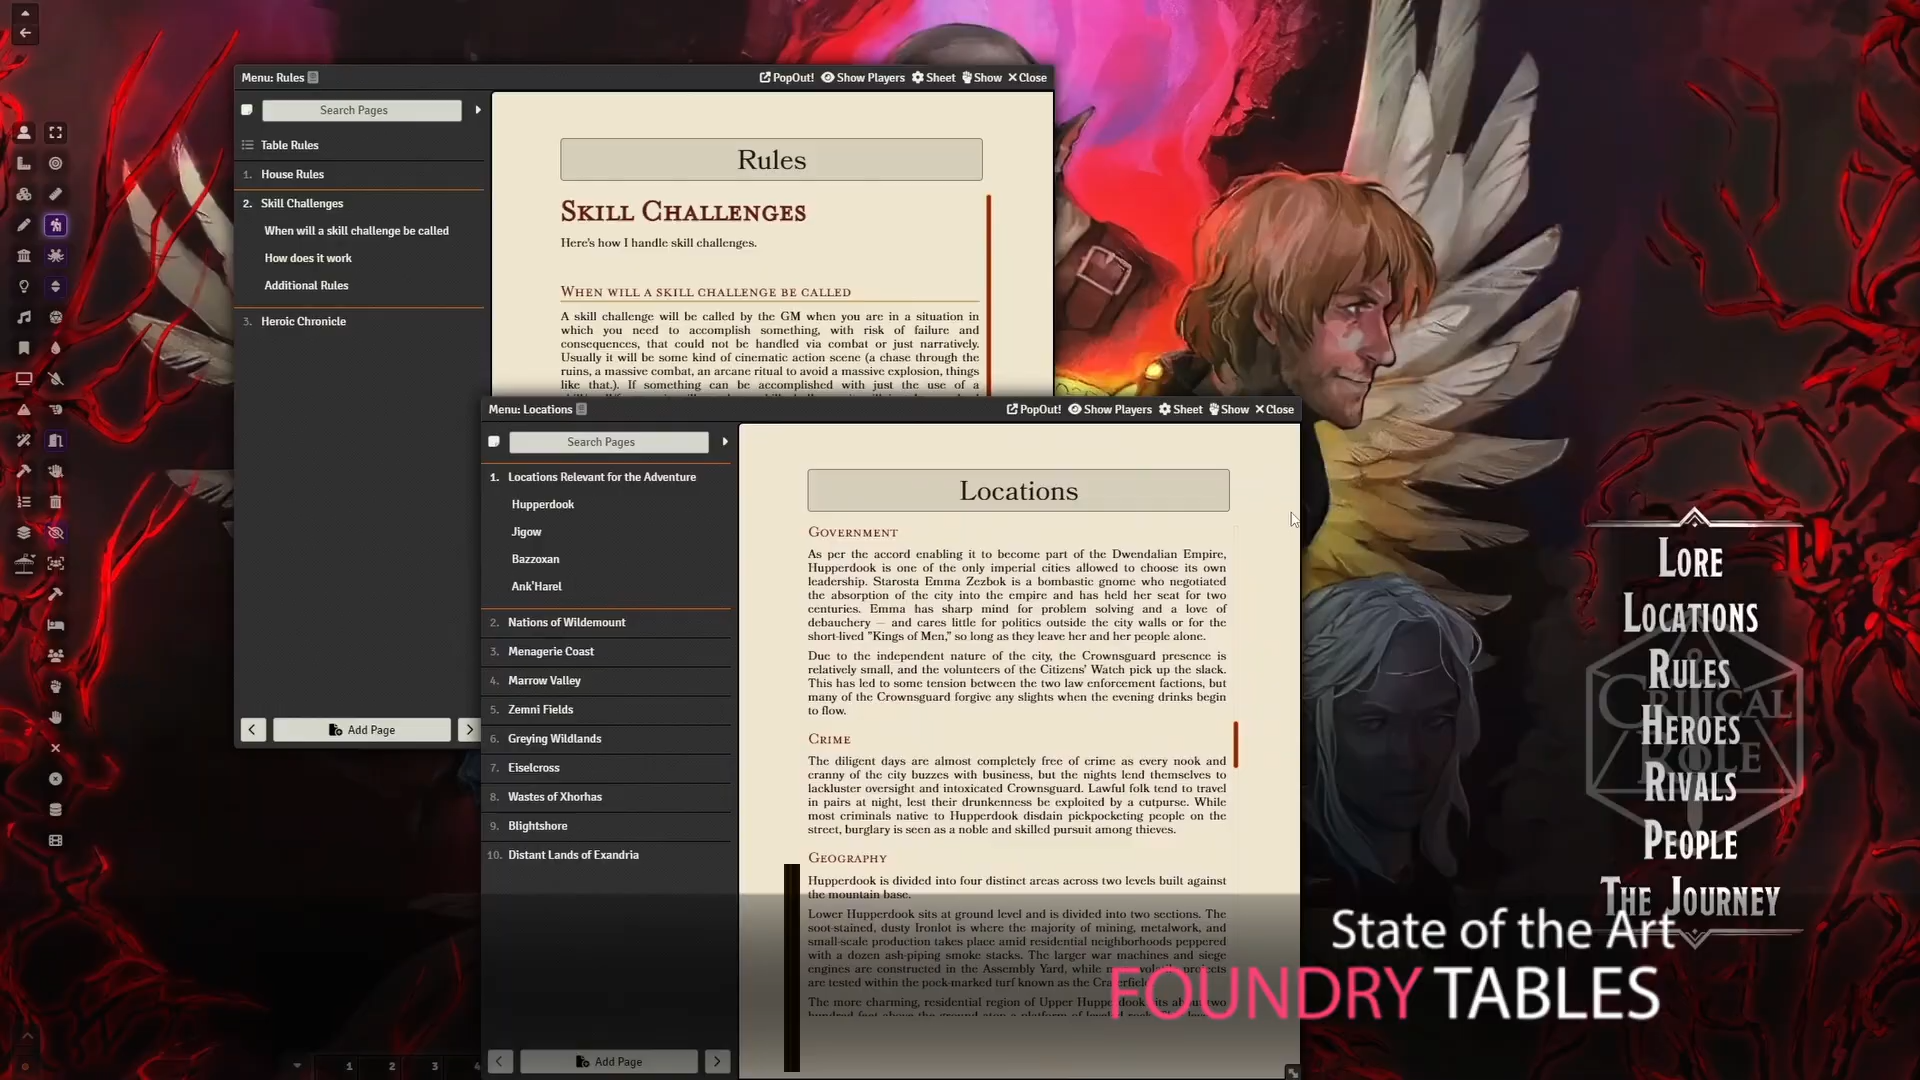 Menu: Rules
PopOut! Show Players Sheet Show Close
Search Pages
Table Rules
1. House Rules
2. Skill Challenges
When will a skill challenge be called
How does it work
Additional Rules
3. Heroic Chronicle
Add Page
Rules
Skill Challenges
Here's how I handle skill challenges.
When will a skill challenge be called
A skill challenge will be called by the GM when you are in a situation in
which you need to accomplish something, with risk of failure and
consequences, that could not be handled via combat or just narratively.
Usually it will be some kind of cinematic action scene (a chase through the
ruins, a massive combat, an arcane ritual to avoid a massive explosion, things
like that.). If something can be accomplished with just the use of a
Menu: Locations
PopOut! Show Players Sheet Show Close
Search Pages
1. Locations Relevant for the Adventure
Hupperdook
Jigow
Bazzoxan
Ank'Harel
2. Nations of Wildemount
3. Menagerie Coast
4. Marrow Valley
5. Zemni Fields
6. Greying Wildlands
7. Eiselcross
8. Wastes of Xhorhas
9. Blightshore
10. Distant Lands of Exandria
Add Page
Locations
Government
As per the accord enabling it to become part of the Dwendalian Empire,
Hupperdook is one of the only imperial cities allowed to choose its own
leadership. Starosta Emma Zezbok is a bombastic gnome who negotiated
the absorption of the city into the empire and has held her seat for two
centuries. Emma has sharp mind for problem solving and a love of
debauchery — and cares little for politics outside the city walls or for the
short-lived "Kings of Men," so long as they leave her and her people alone.
Due to the independent nature of the city, the Crownsguard presence is
relatively small, and the volunteers of the Citizens' Watch pick up the slack.
This has led to some tension between the two law enforcement factions, but
many of the Crownsguard forgive any slights when the evening drinks begin
to flow.
Crime
The diligent days are almost completely free of crime as every nook and
cranny of the city buzzes with business, but the nights lend themselves to
lackluster oversight and intoxicated Crownsguard. Lawful folk tend to travel
in pairs at night, lest their drunkenness be exploited by a cutpurse. While
most criminals native to Hupperdook disdain pickpocketing people on the
street, burglary is seen as a noble and skilled pursuit among thieves.
Geography
Hupperdook is divided into four distinct areas across two levels built against
the mountain base.
Lower Hupperdook sits at ground level and is divided into two sections. The
soot-stained, dusty Ironlot is where the majority of mining, metalwork, and
small-scale production takes place amid residential neighborhoods peppered
with a dozen ash-piping smoke stacks. The larger war machines and siege
engines are constructed in the Assembly Yard, while projects
are tested within the pock-marked turf known as the
The more charming, residential region of Upper
Lore
Locations
Rules
Heroes
Rivals
People
The Journey
CRITICAL
ROLE
State of the Art
FOUNDRY TABLES
1 2 3 4